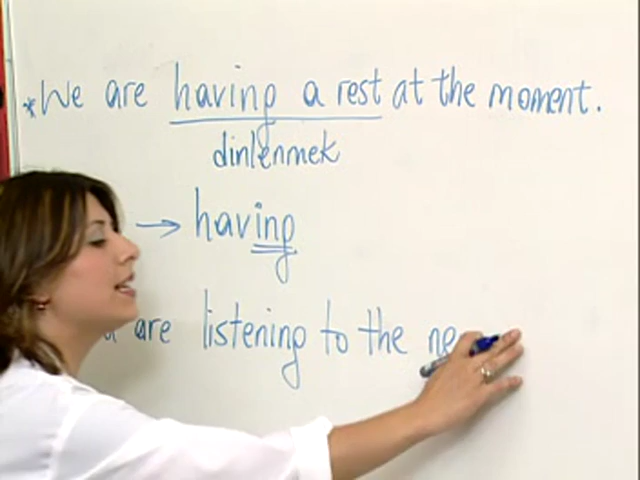 *We are having a rest at the moment.
dinlenmek
→ having
are listening to the ne